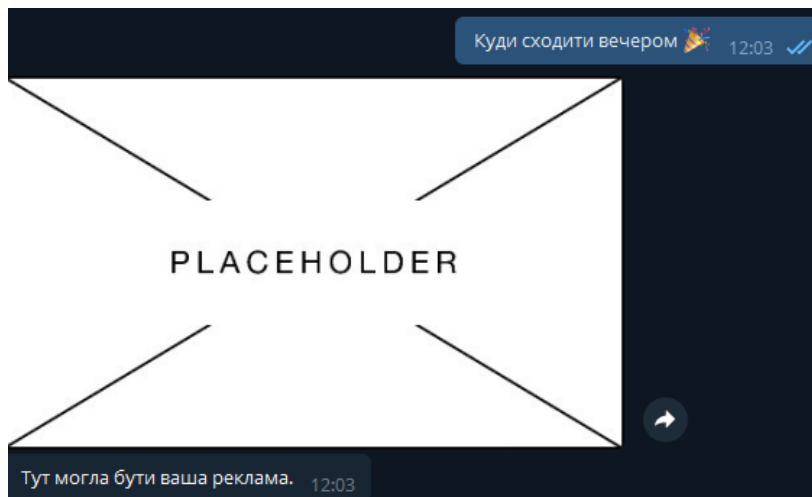 Куди сходити вечером 🎉 12:03
PLACEHOLDER
Тут могла бути ваша реклама. 12:03